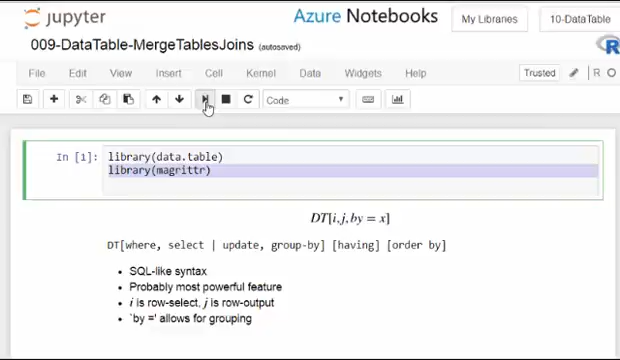 jupyter
Azure Notebooks
My Libraries
10-DataTable
009-DataTable-MergeTablesJoins (autosaved)
R
File Edit View Insert Cell Kernel Data Widgets Help
Trusted
R
Code
In [1]: library(data.table)
library(magrittr)
DT[i,j,by = x]
DT[where, select | update, group-by] [having] [order by]
• SQL-like syntax
• Probably most powerful feature
• i is row-select, j is row-output
• `by =' allows for grouping